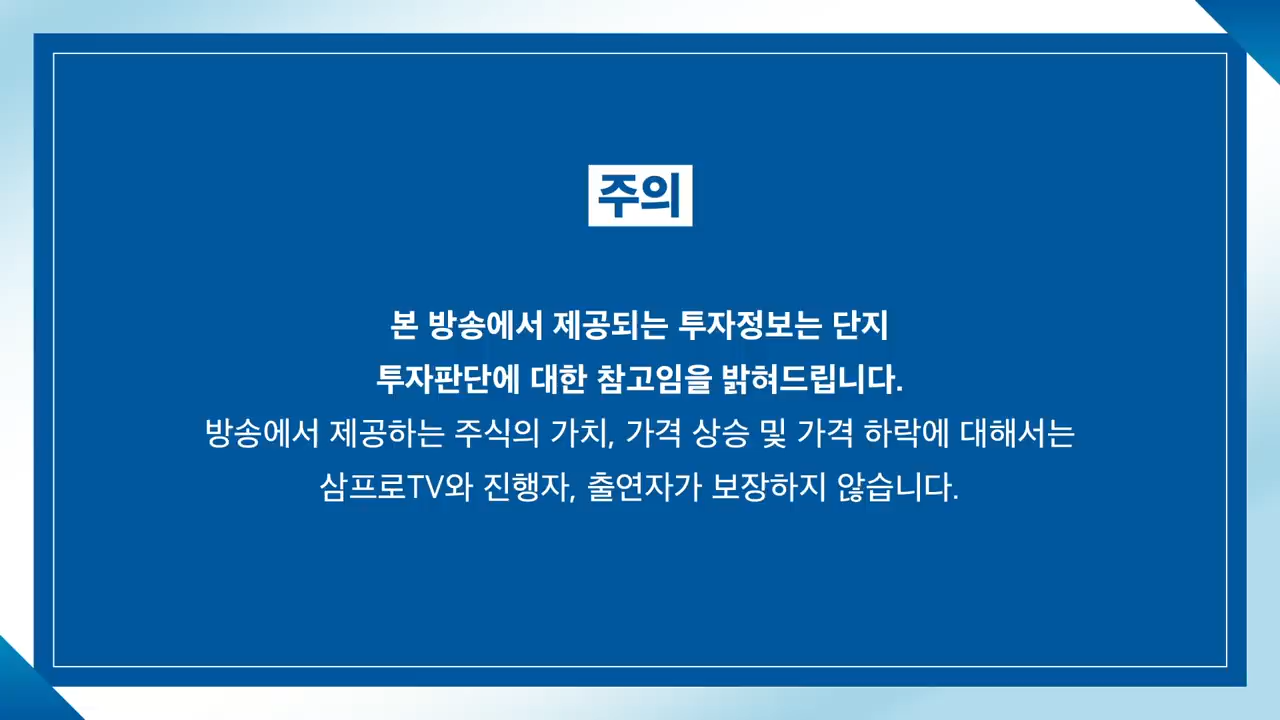 주의
본 방송에서 제공되는 투자정보는 단지
투자판단에 대한 참고임을 밝혀드립니다.
방송에서 제공하는 주식의 가치, 가격 상승 및 가격 하락에 대해서는
삼프로TV와 진행자, 출연자가 보장하지 않습니다.